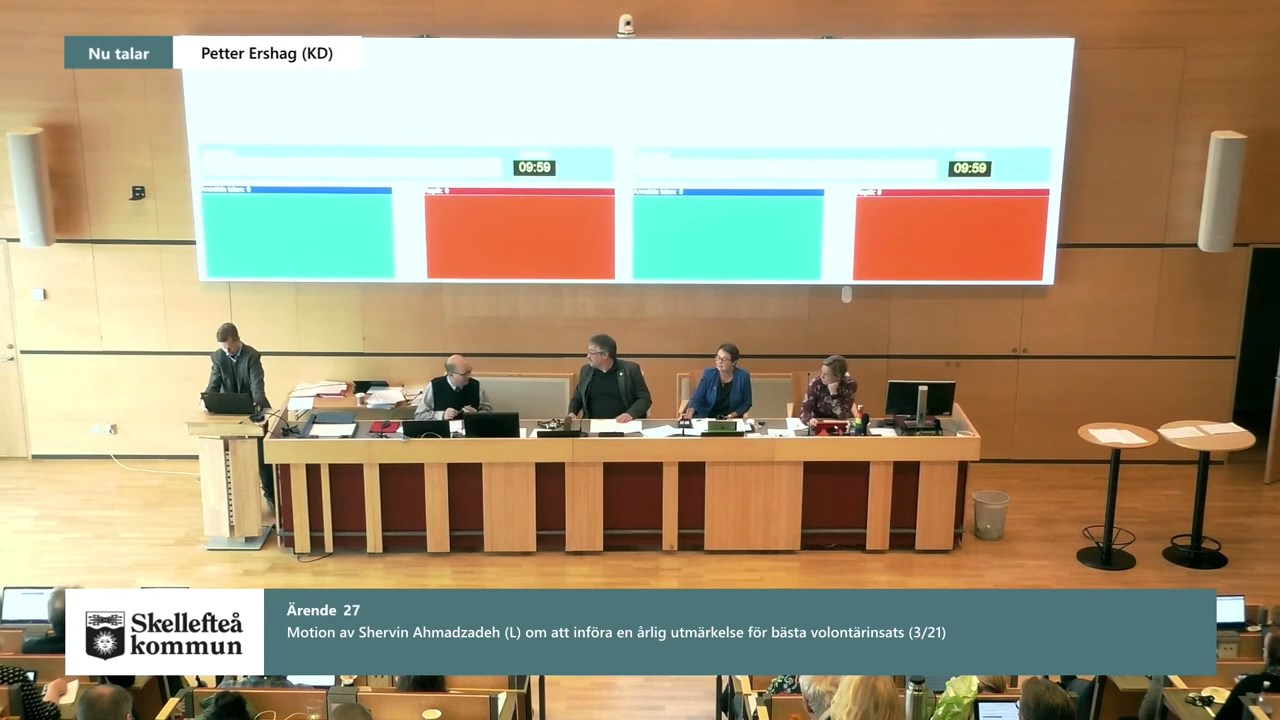 Nu talar
Petter Ershag (KD)
09:59
09:59
Ärende 27
Motion av Shervin Ahmadzadeh (L) om att införa en årlig utmärkelse för bästa volontärinsats (3/21)
Skellefteå
kommun